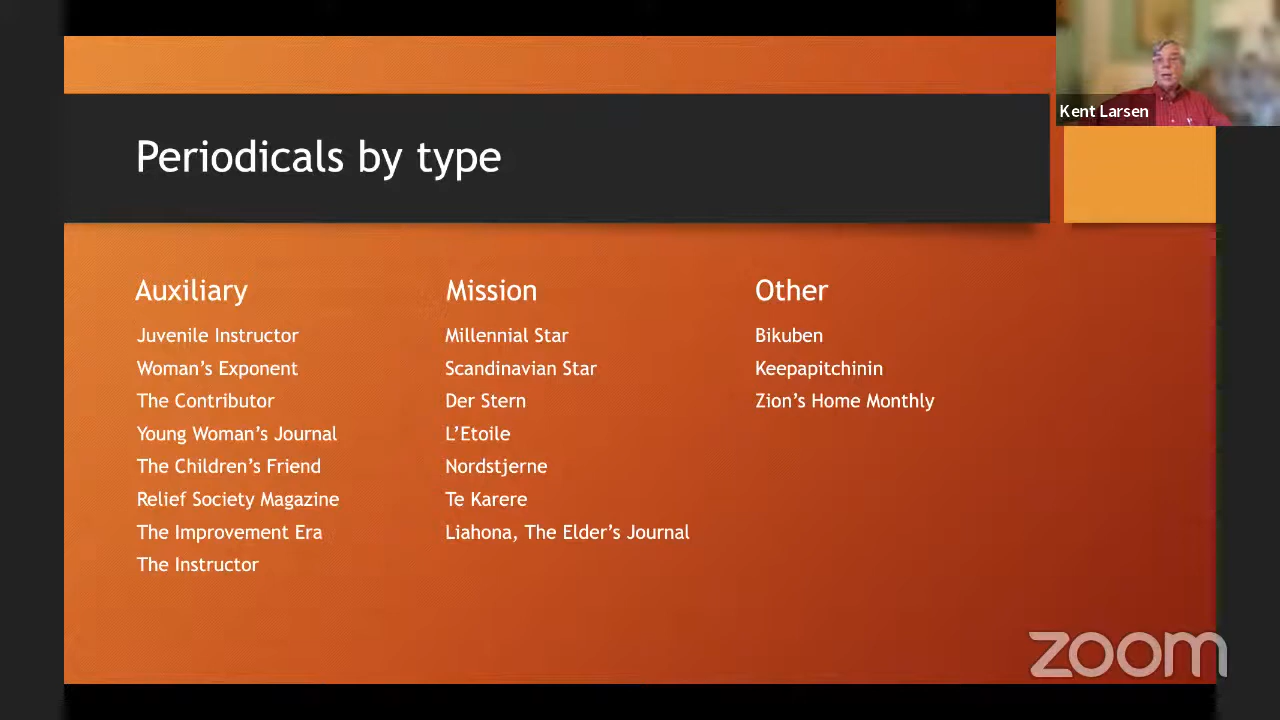 Kent Larsen
Periodicals by type
Auxiliary
Juvenile Instructor
Woman's Exponent
The Contributor
Young Woman's Journal
The Children's Friend
Relief Society Magazine
The Improvement Era
The Instructor
Mission
Millennial Star
Scandinavian Star
Der Stern
L'Etoile
Nordstjerne
Te Karere
Liahona, The Elder's Journal
Other
Bikuben
Keepapitchinin
Zion's Home Monthly
zoom